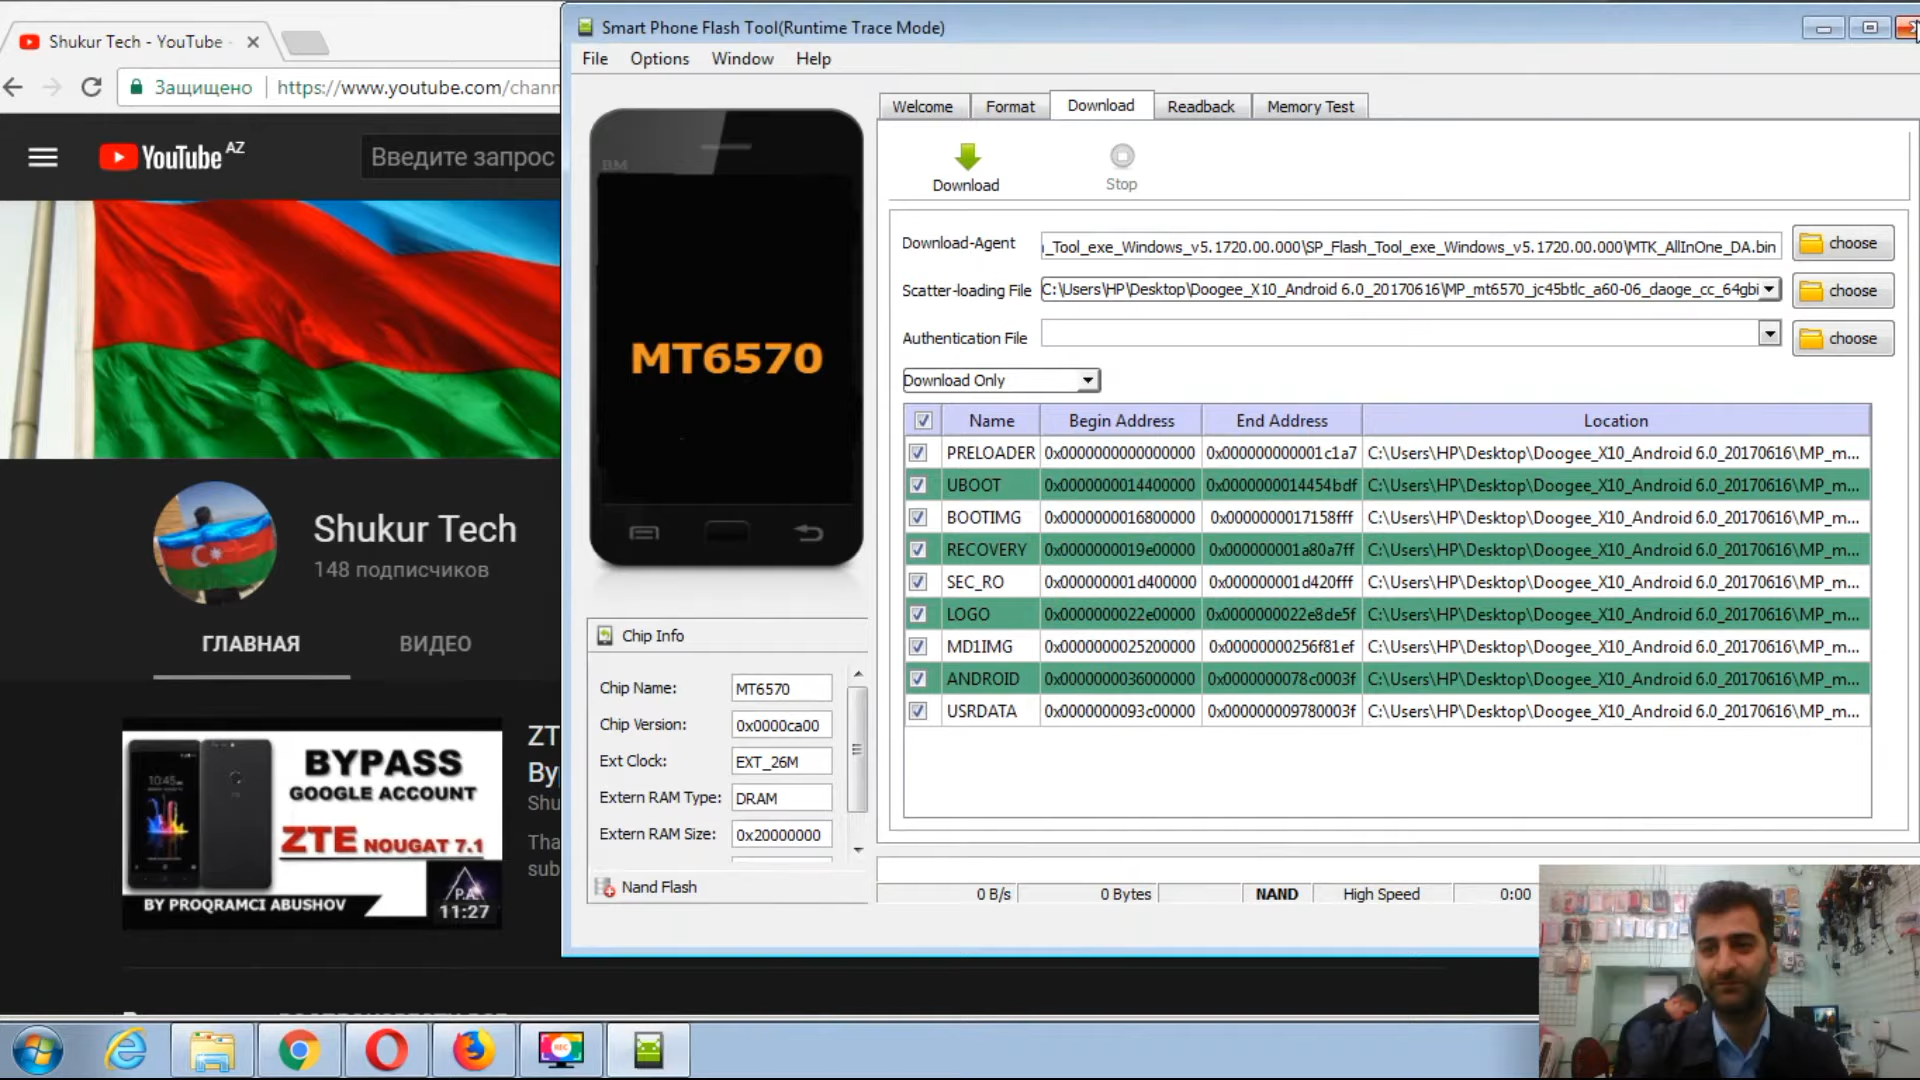 Shukur Tech - YouTube -
Защищено
https://www.youtube.com/chann
YouTube AZ
Введите запрос
Shukur Tech
148 подписчиков
ГЛАВНАЯ
ВИДЕО
BYPASS
GOOGLE ACCOUNT
ZTE NOUGAT 7.1
BY PROQRAMCI ABUSHOV
P.A.
11:27
ZT
By
Shu
Tha
sub
Smart Phone Flash Tool(Runtime Trace Mode)
File Options Window Help
BM
MT6570
Welcome Format Download Readback Memory Test
Download Stop
Download-Agent
_Tool_exe_Windows_v5.1720.00.000\SP_Flash_Tool_exe_Windows_v5.1720.00.000\MTK_AllInOne_DA.bin
choose
Scatter-loading File
C:\Users\HP\Desktop\Doogee_X10_Android 6.0_20170616\MP_mt6570_jc45btlc_a60-06_daoge_cc_64gbi
choose
Authentication File
choose
Download Only
Name Begin Address End Address Location
PRELOADER 0x0000000000000000 0x000000000001c1a7 C:\Users\HP\Desktop\Doogee_X10_Android 6.0_20170616\MP_m...
UBOOT 0x0000000014400000 0x0000000014454bdf C:\Users\HP\Desktop\Doogee_X10_Android 6.0_20170616\MP_m...
BOOTIMG 0x0000000016800000 0x0000000017158fff C:\Users\HP\Desktop\Doogee_X10_Android 6.0_20170616\MP_m...
RECOVERY 0x0000000019e00000 0x000000001a80a7ff C:\Users\HP\Desktop\Doogee_X10_Android 6.0_20170616\MP_m...
SEC_RO 0x000000001d400000 0x000000001d420fff C:\Users\HP\Desktop\Doogee_X10_Android 6.0_20170616\MP_m...
LOGO 0x0000000022e00000 0x0000000022e8de5f C:\Users\HP\Desktop\Doogee_X10_Android 6.0_20170616\MP_m...
MD1IMG 0x0000000025200000 0x00000000256f81ef C:\Users\HP\Desktop\Doogee_X10_Android 6.0_20170616\MP_m...
ANDROID 0x0000000036000000 0x0000000078c0003f C:\Users\HP\Desktop\Doogee_X10_Android 6.0_20170616\MP_m...
USRDATA 0x0000000093c00000 0x000000009780003f C:\Users\HP\Desktop\Doogee_X10_Android 6.0_20170616\MP_m...
Chip Info
Chip Name: MT6570
Chip Version: 0x0000ca00
Ext Clock: EXT_26M
Extern RAM Type: DRAM
Extern RAM Size: 0x20000000
Nand Flash
0 B/s 0 Bytes NAND High Speed 0:00
REC